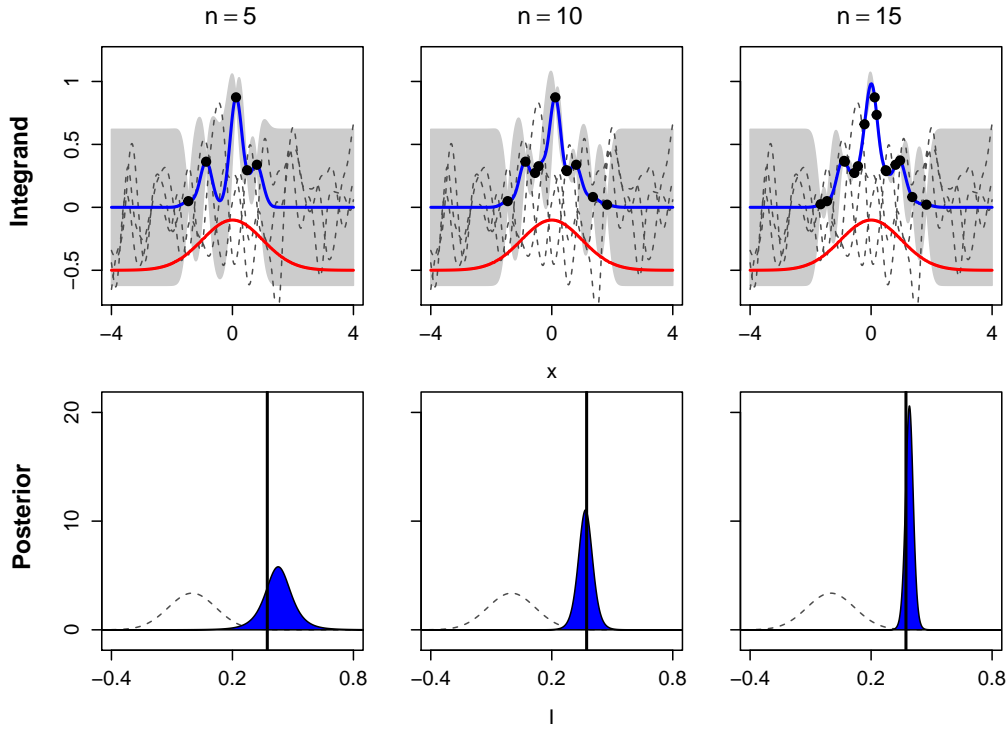 n = 5
n = 10
n = 15
Integrand
1
0.5
0
−0.5
−4 0 4
−4 0 4
−4 0 4
x
Posterior
20
10
0
−0.4 0.2 0.8
−0.4 0.2 0.8
−0.4 0.2 0.8
I